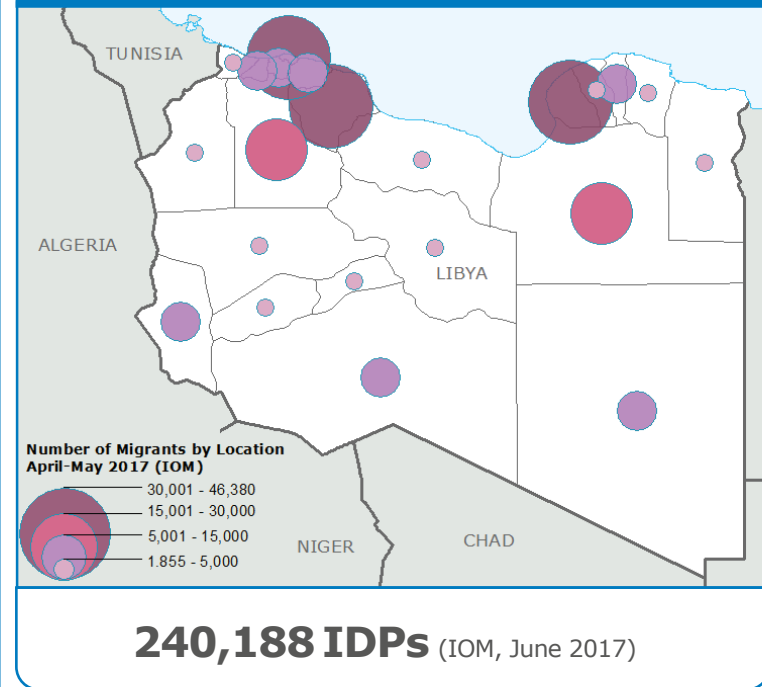 TUNISIA
ALGERIA
LIBYA
Number of Migrants by Location
April-May 2017 (IOM)
30,001 - 46,380
15,001 - 30,000
5,001 - 15,000
1.855 - 5,000
NIGER
CHAD
240,188 IDPs (IOM, June 2017)